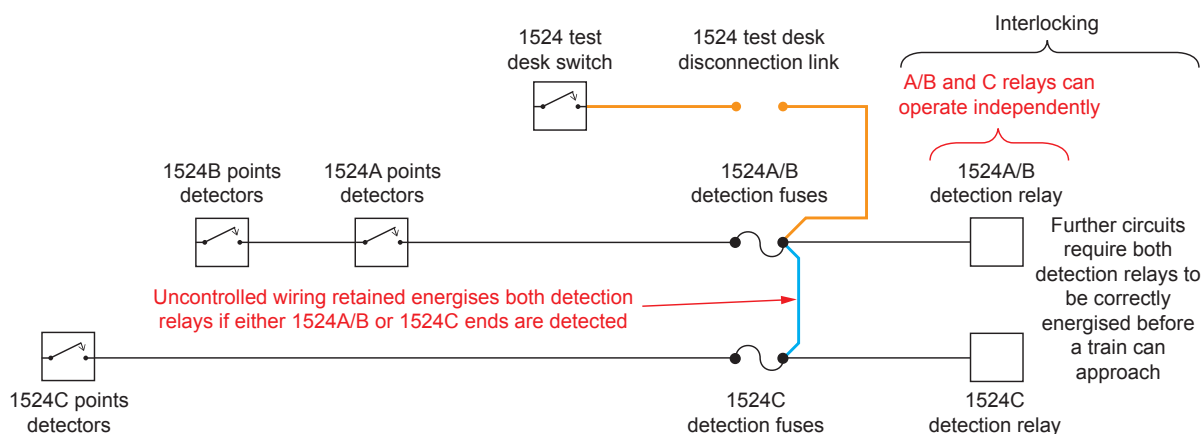 Interlocking
1524 test
desk switch
1524 test desk
disconnection link
A/B and C relays can
operate independently
1524B points
detectors
1524A points
detectors
1524A/B
detection fuses
1524A/B
detection relay
Further circuits
require both
detection relays to
be correctly
energised before
a train can
approach
Uncontrolled wiring retained energises both detection
relays if either 1524A/B or 1524C ends are detected
1524C points
detectors
1524C
detection fuses
1524C
detection relay